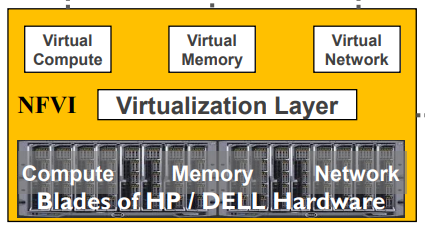 Virtual Virtual Virtual
Compute Memory Network
NFVI Virtualization Layer
Compute Memory Network
Blades of HP / DELL Hardware